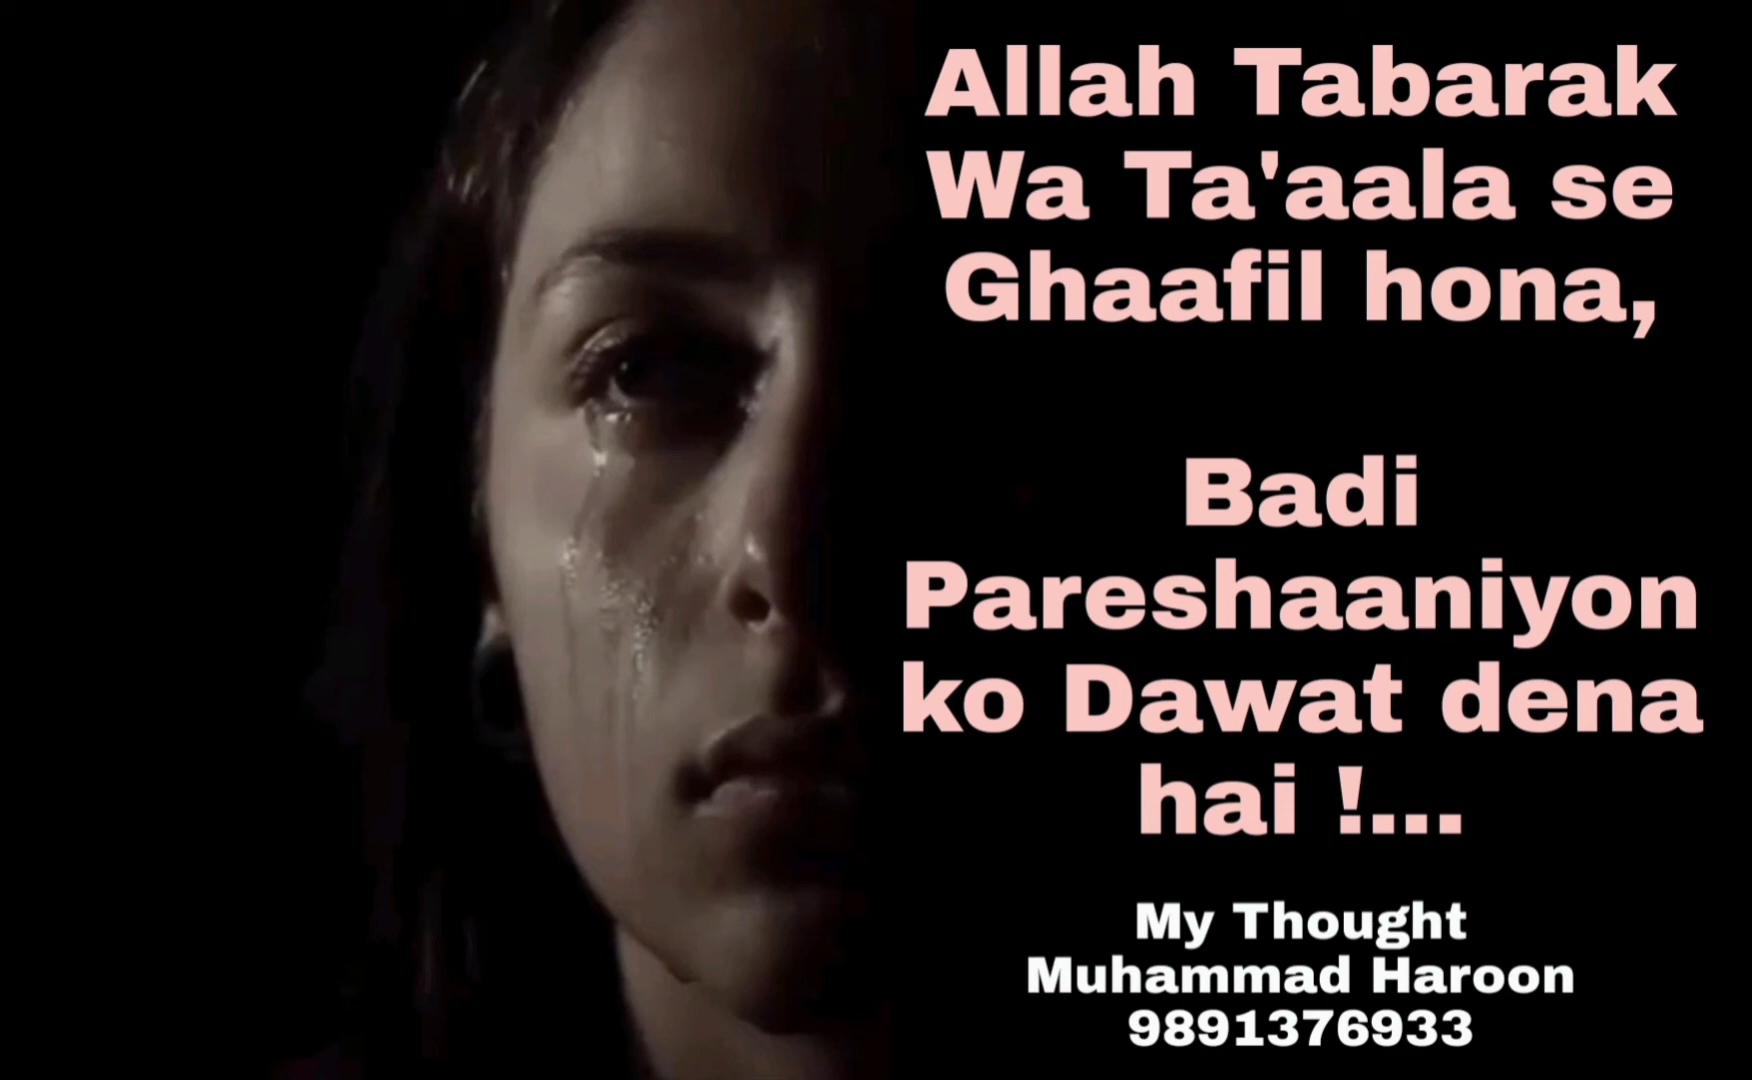 Allah Tabarak
Wa Ta'aala se
Ghaafil hona,
Badi
Pareshaaniyon
ko Dawat dena
hai !...
My Thought
Muhammad Haroon
9891376933